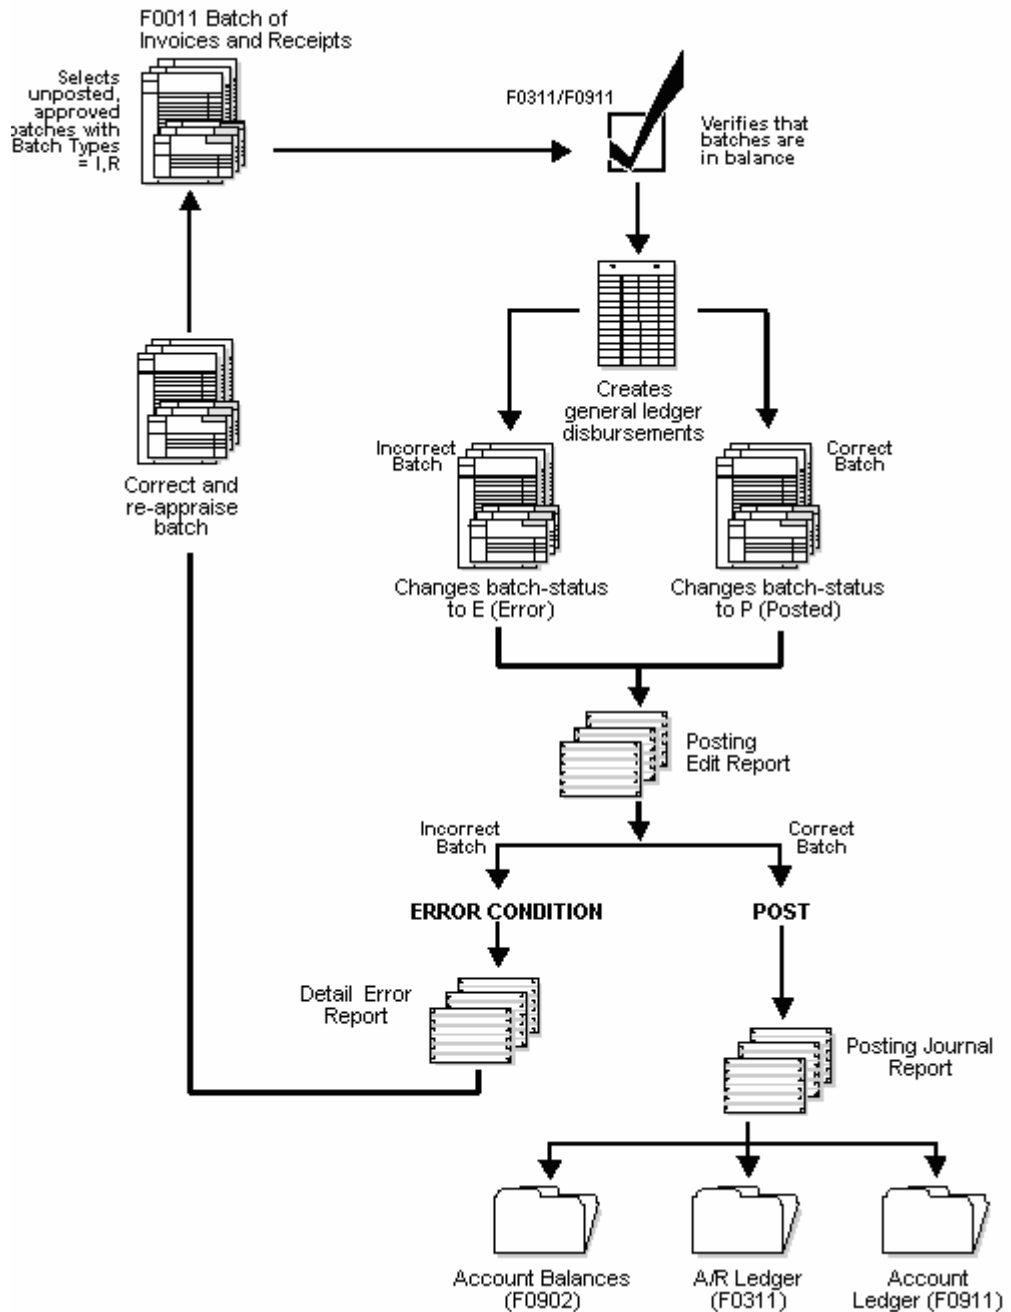 F0011 Batch of
Invoices and Receipts
Selects
unposted,
approved
batches with
Batch Types
= I,R
F0311/F0911
Verifies that
batches are
in balance
Creates
general ledger
disbursements
Incorrect
Batch
Correct
Batch
Correct and
re-appraise
batch
Changes batch-status
to E (Error)
Changes batch-status
to P (Posted)
Posting
Edit Report
Incorrect
Batch
Correct
Batch
ERROR CONDITION
POST
Detail Error
Report
Posting Journal
Report
Account Balances
(F0902)
A/R Ledger
(F0311)
Account
Ledger (F0911)